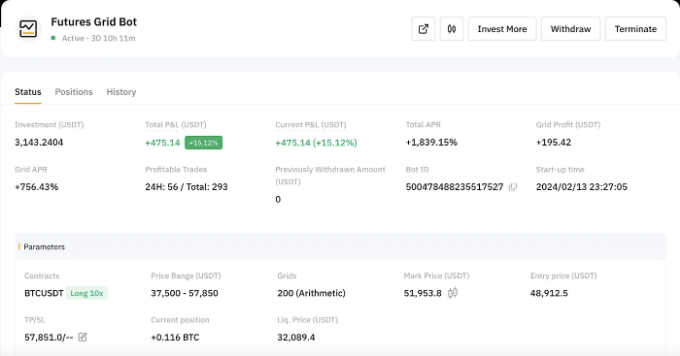 Futures Grid Bot
Active - 3D 10h 11m
Invest More Withdraw Terminate
Status Positions History
Investment (USDT) Total P&L (USDT) Current P&L (USDT) Total APR Grid Profit (USDT)
3,143.2404 +475.14 +15.12% +475.14 (+15.12%) +1,839.15% +195.42
Grid APR Profitable Trades Previously Withdrawn Amount (USDT) Bot ID Start-up time
+756.43% 24H: 56 / Total: 293 0 500478488235517527 2024/02/13 23:27:05
Parameters
Contracts Price Range (USDT) Grids Mark Price (USDT) Entry price (USDT)
BTCUSDT Long 10x 37,500 - 57,850 200 (Arithmetic) 51,953.8 48,912.5
TP/SL Current position Liq. Price (USDT)
57,851.0/-- +0.116 BTC 32,089.4